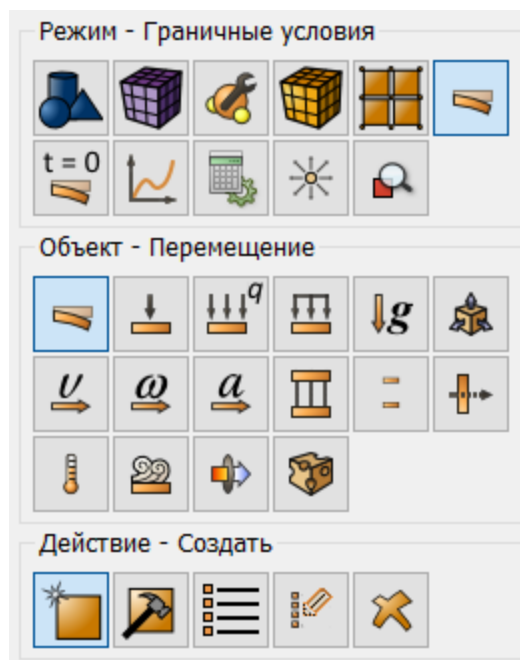 Режим - Граничные условия
t = 0
Объект - Перемещение
q
g
υ ω a
Действие - Создать